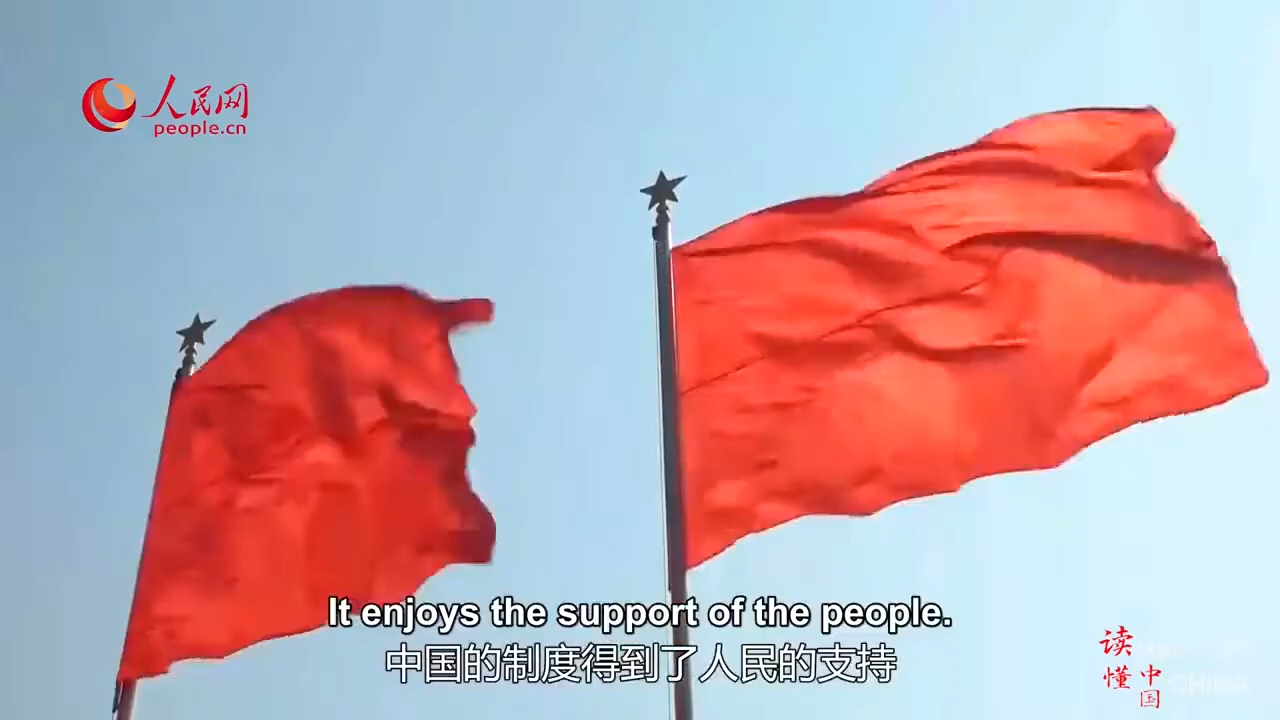 人民网
people.cn
It enjoys the support of the people.
中国的制度得到了人民的支持
读懂
中国
CHINA